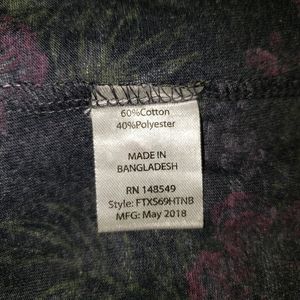 60%Cotton
40%Polyester
MADE IN
BANGLADESH
RN 148549
Style: FTXS69HTNB
MFG: May 2018